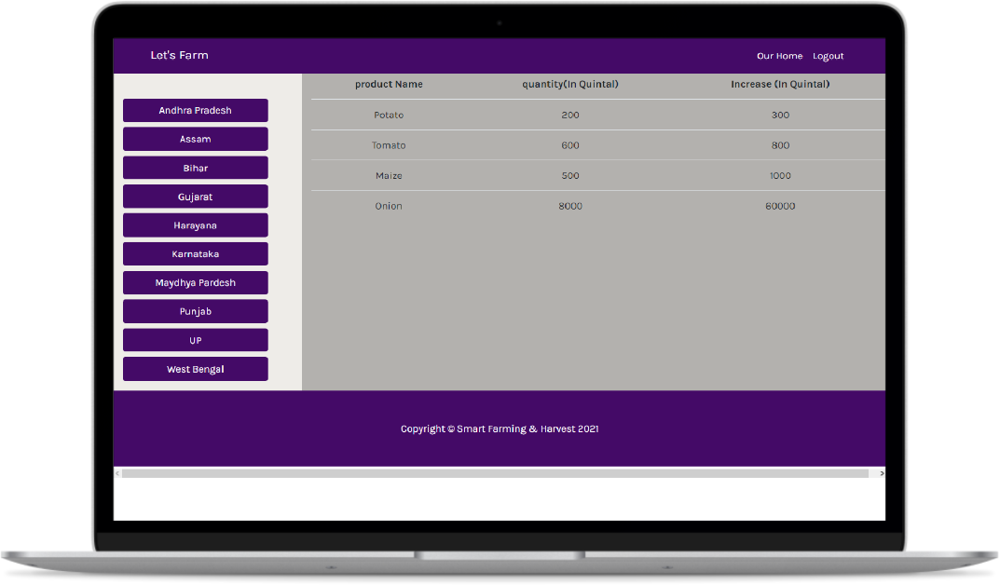 Let's Farm
Our Home Logout
product Name quantity(In Quintal) Increase (In Quintal)
Potato 200 300
Tomato 600 800
Maize 500 1000
Onion 8000 60000
Andhra Pradesh
Assam
Bihar
Gujarat
Harayana
Karnataka
Maydhya Pardesh
Punjab
UP
West Bengal
Copyright © Smart Farming & Harvest 2021